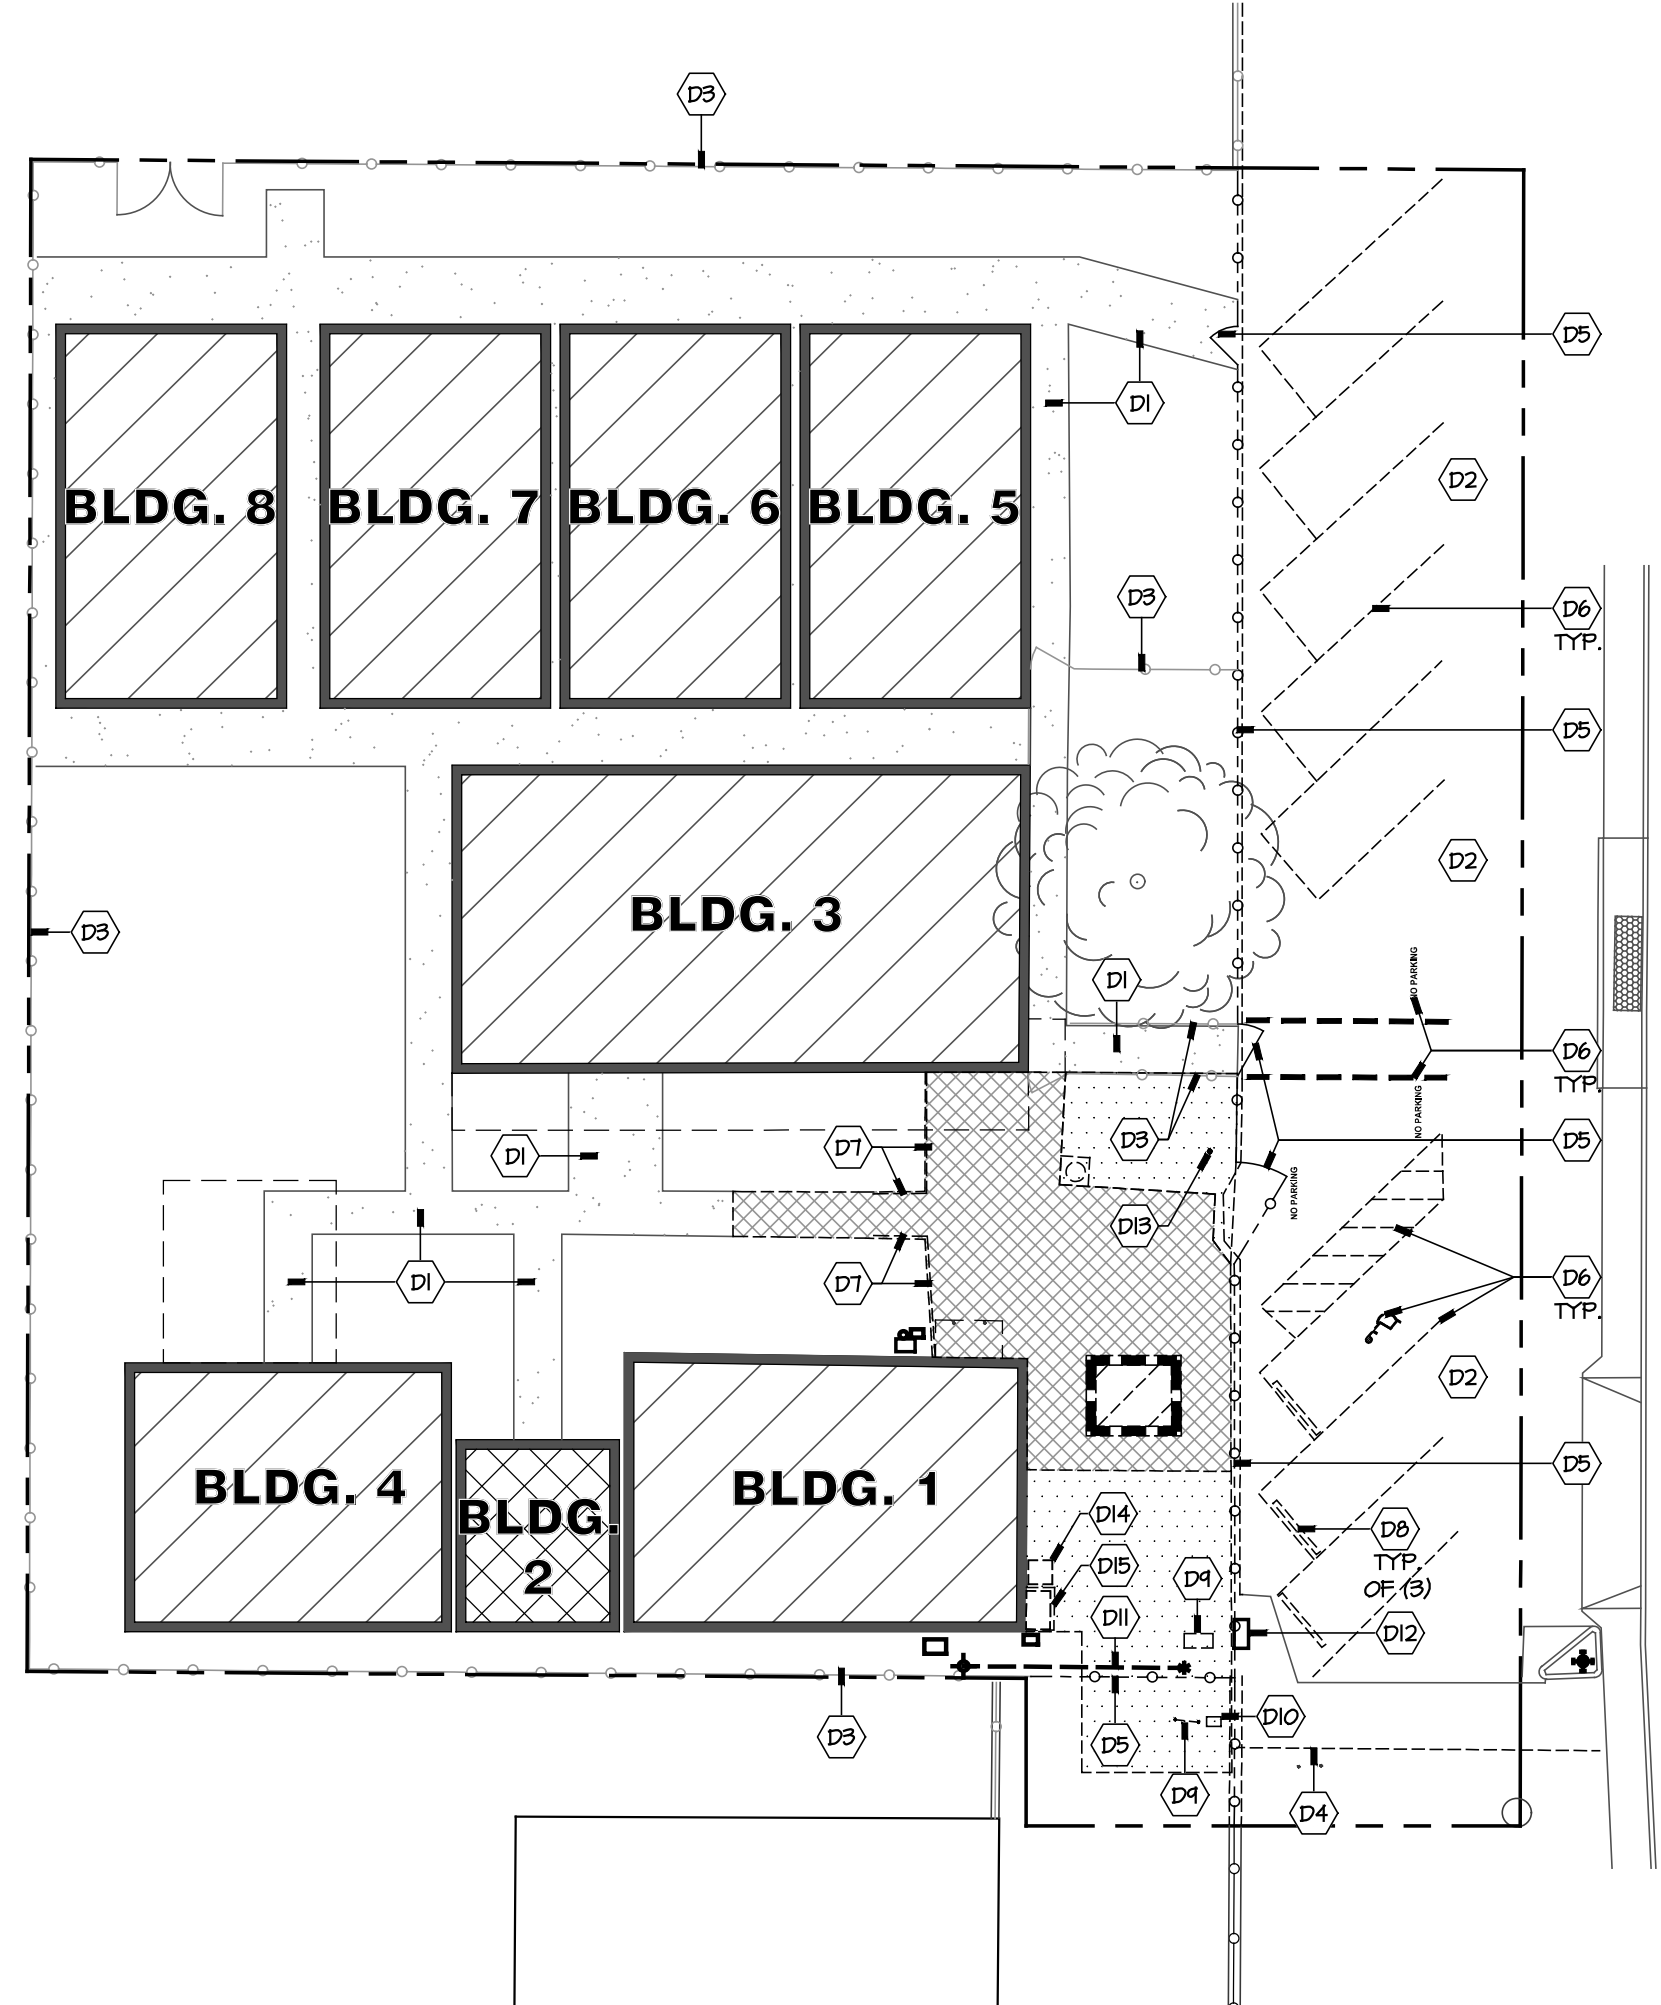 D3
D5
D1
BLDG. 8
BLDG. 7
BLDG. 6
BLDG. 5
D2
D3
D6
TYP.
D5
D2
BLDG. 3
D3
D1
NO PARKING
D6
TYP.
NO PARKING
D1
D7
D3
D5
NO PARKING
D13
D1
D7
D6
TYP.
D2
BLDG. 4
BLDG.
2
BLDG. 1
D5
D14
D8
TYP.
OF (3)
D15
D9
D11
D12
D3
D5
D10
D9
D4